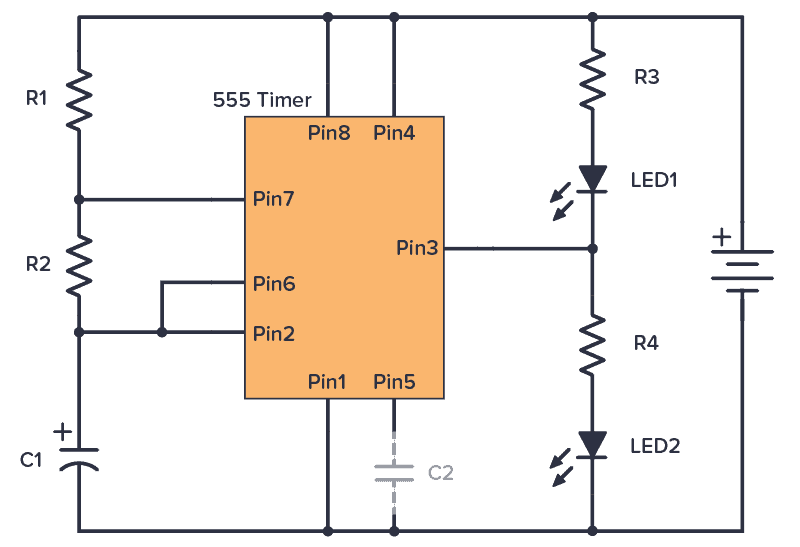 555 Timer
R1
R2
C1
+
Pin8
Pin4
Pin7
Pin3
Pin6
Pin2
Pin1
Pin5
C2
R3
LED1
R4
LED2
+